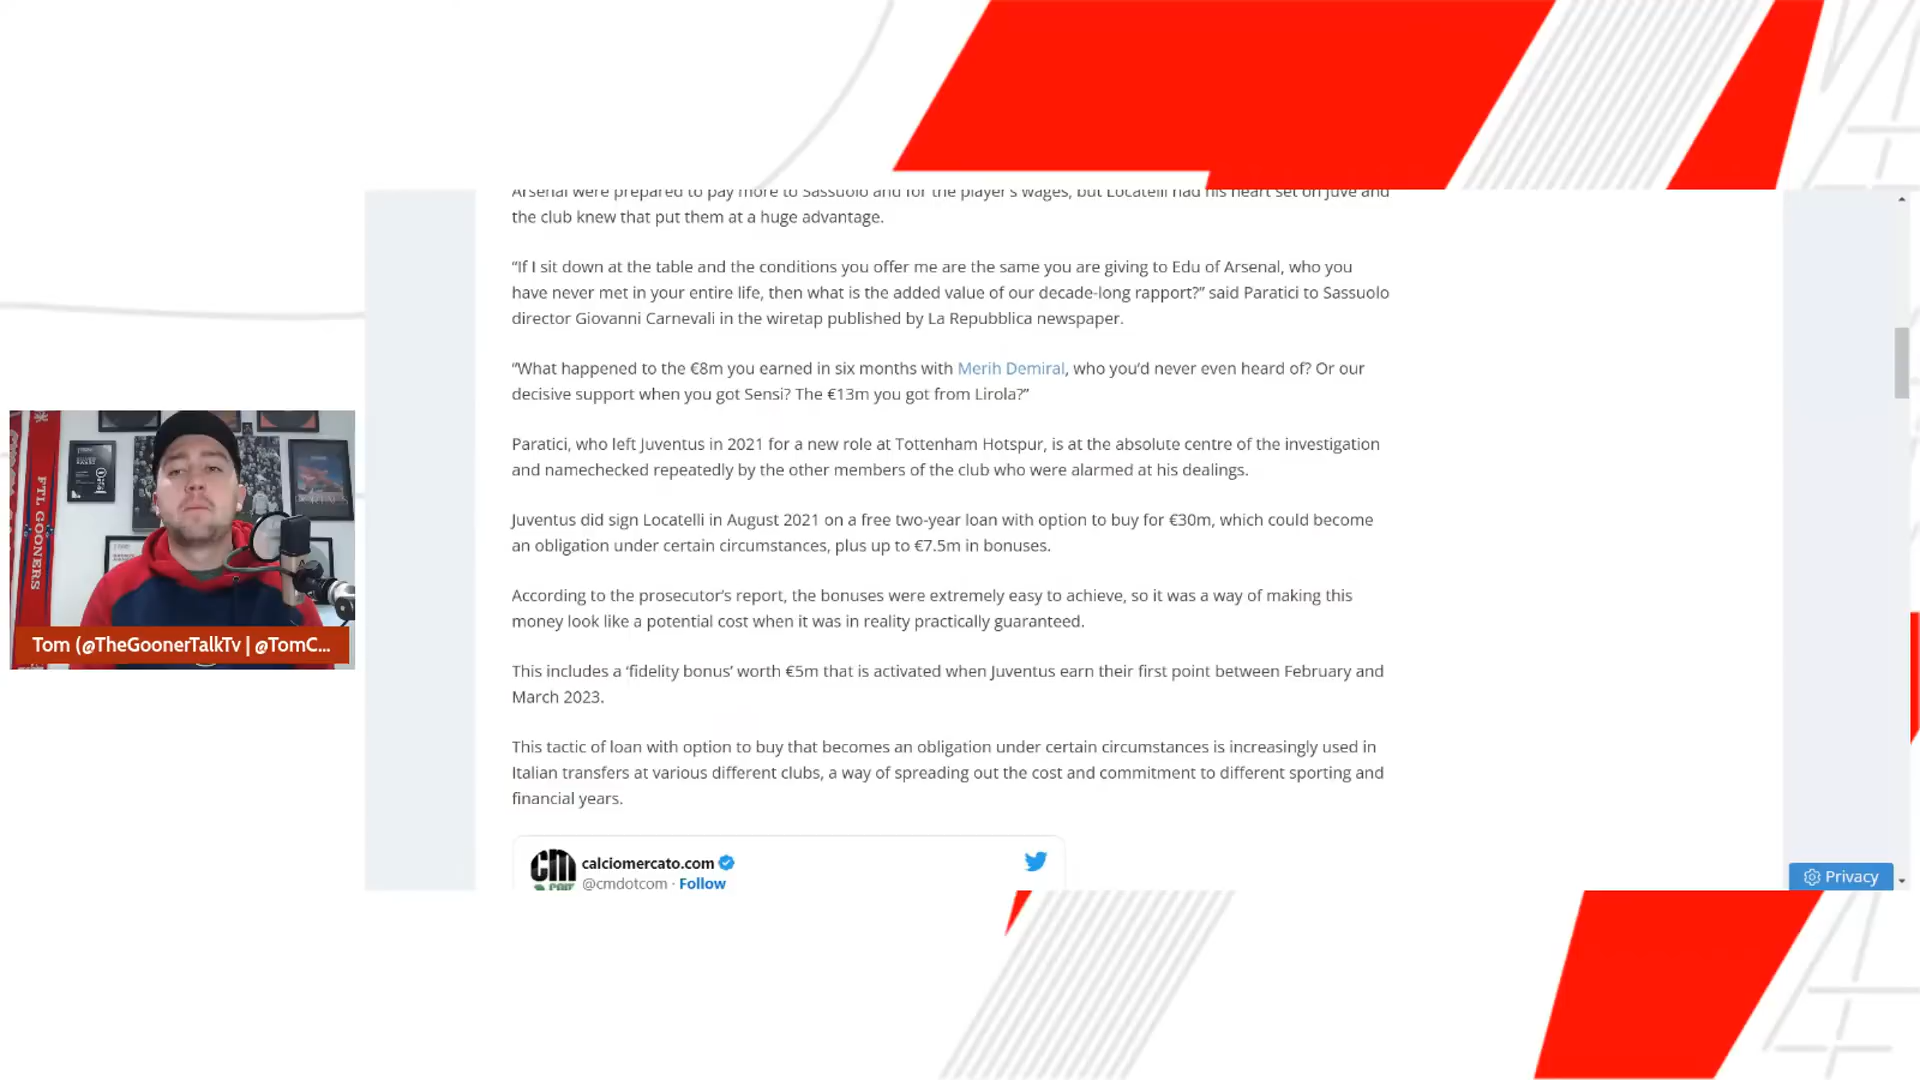 Arsenal were prepared to pay more to Sassuolo and for the player's wages, but Locatelli had his heart set on Juve and
the club knew that put them at a huge advantage.
“If I sit down at the table and the conditions you offer me are the same you are giving to Edu of Arsenal, who you
have never met in your entire life, then what is the added value of our decade-long rapport?” said Paratici to Sassuolo
director Giovanni Carnevali in the wiretap published by La Repubblica newspaper.
“What happened to the €8m you earned in six months with Merih Demiral, who you’d never even heard of? Or our
decisive support when you got Sensi? The €13m you got from Lirola?”
Paratici, who left Juventus in 2021 for a new role at Tottenham Hotspur, is at the absolute centre of the investigation
and namechecked repeatedly by the other members of the club who were alarmed at his dealings.
Juventus did sign Locatelli in August 2021 on a free two-year loan with option to buy for €30m, which could become
an obligation under certain circumstances, plus up to €7.5m in bonuses.
According to the prosecutor’s report, the bonuses were extremely easy to achieve, so it was a way of making this
money look like a potential cost when it was in reality practically guaranteed.
This includes a ‘fidelity bonus’ worth €5m that is activated when Juventus earn their first point between February and
March 2023.
This tactic of loan with option to buy that becomes an obligation under certain circumstances is increasingly used in
Italian transfers at various different clubs, a way of spreading out the cost and commitment to different sporting and
financial years.
cm
calciomercato.com
@cmdotcom · Follow
Privacy
FTL GOONERS
Tom (@TheGoonerTalkTv | @TomC...